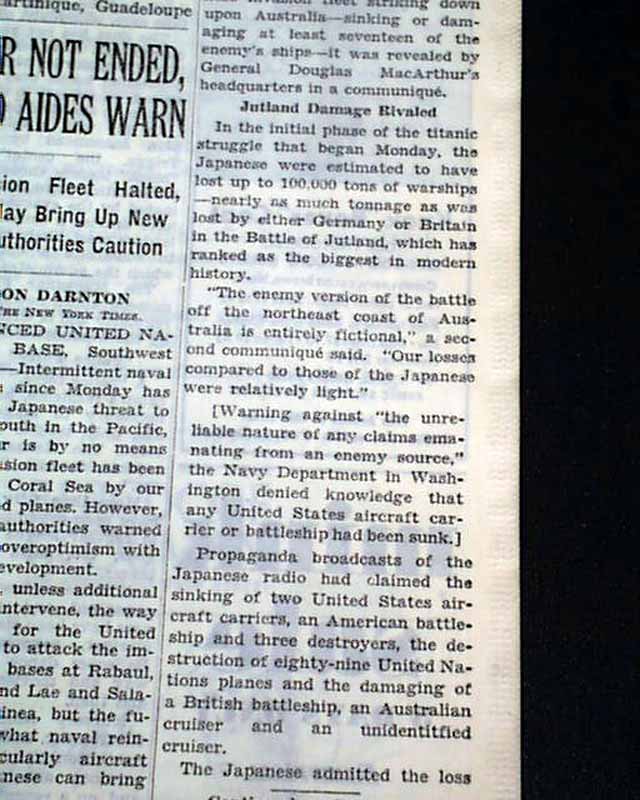 artinique, Guadeloupe
R NOT ENDED,
AIDES WARN
ion Fleet Halted,
ay Bring Up New
uthorities Caution
ON DARNTON
THE NEW YORK TIMES.
NCED UNITED NA-
BASE, Southwest
—Intermittent naval
since Monday has
Japanese threat to
outh in the Pacific,
r is by no means
sion fleet has been
Coral Sea by our
d planes. However,
authorities warned
overoptimism with
evelopment.
unless additional
ntervene, the way
for the United
to attack the im-
bases at Rabaul,
nd Lae and Sala-
inea, but the fu-
what naval rein-
cularly aircraft
nese can bring
invasion fleet striking down
upon Australia—sinking or dam-
aging at least seventeen of the
enemy's ships—it was revealed by
General Douglas MacArthur's
headquarters in a communiqué.
Jutland Damage Rivaled
In the initial phase of the titanic
struggle that began Monday, the
Japanese were estimated to have
lost up to 100,000 tons of warships
—nearly as much tonnage as was
lost by either Germany or Britain
in the Battle of Jutland, which has
ranked as the biggest in modern
history.
"The enemy version of the battle
off the northeast coast of Aus-
tralia is entirely fictional," a sec-
ond communiqué said. "Our losses
compared to those of the Japanese
were relatively light."
[Warning against "the unre-
liable nature of any claims ema-
nating from an enemy source,"
the Navy Department in Wash-
ington denied knowledge that
any United States aircraft car-
rier or battleship had been sunk.]
Propaganda broadcasts of the
Japanese radio had claimed the
sinking of two United States air-
craft carriers, an American battle-
ship and three destroyers, the de-
struction of eighty-nine United Na-
tions planes and the damaging of
a British battleship, an Australian
cruiser and an unidentified
cruiser.
The Japanese admitted the loss